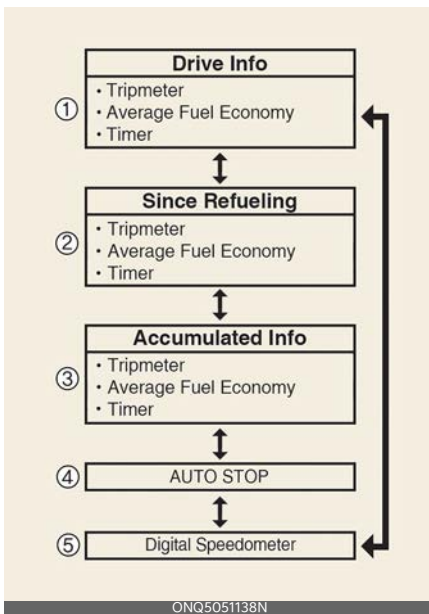 Drive Info
①
• Tripmeter
• Average Fuel Economy
• Timer
Since Refueling
②
• Tripmeter
• Average Fuel Economy
• Timer
Accumulated Info
③
• Tripmeter
• Average Fuel Economy
• Timer
④ AUTO STOP
⑤ Digital Speedometer
ONQ5051138N